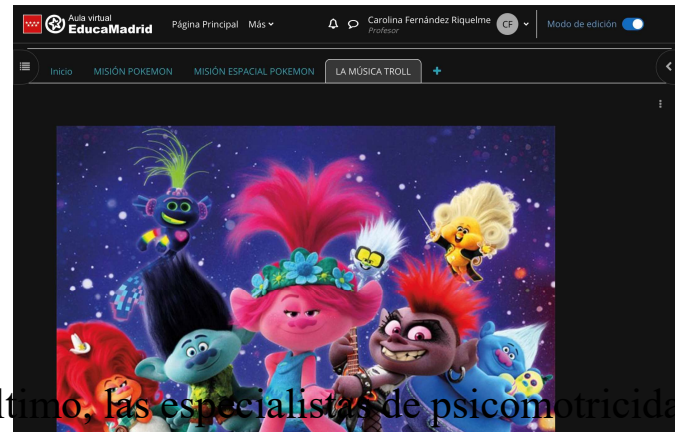 Aula virtual
EducaMadrid
Página Principal Más
Carolina Fernández Riquelme
Profesor
CF
Modo de edición
Inicio MISIÓN POKEMON MISIÓN ESPACIAL POKEMON LA MÚSICA TROLL +
ltimo, las especialistas de psicomotricida